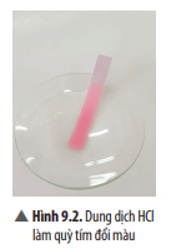 ▲ Hình 9.2. Dung dịch HCl
làm quỳ tím đổi màu